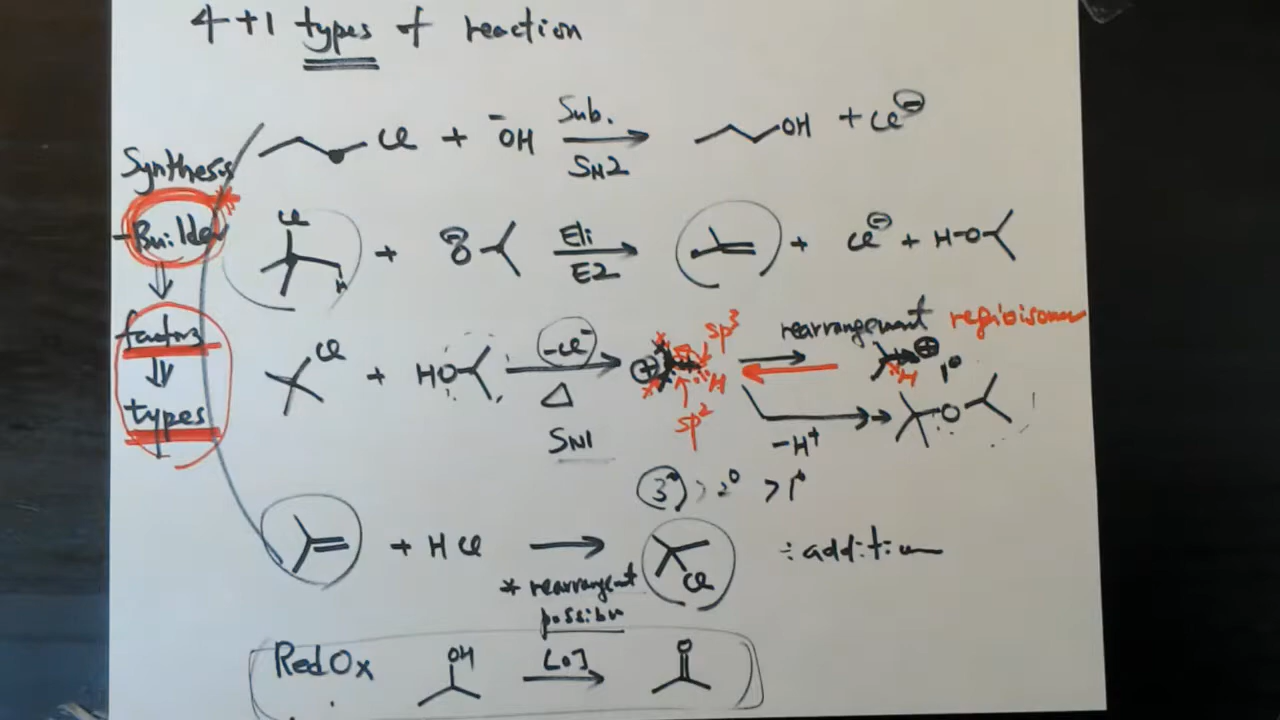 4+1 types of reaction
Synthesis
-Builder
factors
types
Cl + ⁻OH Sub. SN2 OH + Cl⊖
Cl H + ⊖O Eli E2 + Cl⊖ + H-O
Cl + HO -Cl⁻ Δ SN1 ⊕ sp³ H sp² rearrangement regioisomer ⊕ H 1°
-H⁺ O
3° > 2° > 1°
+ HCl Cl : addition
* rearrangemt possible
RedOx OH [O] O